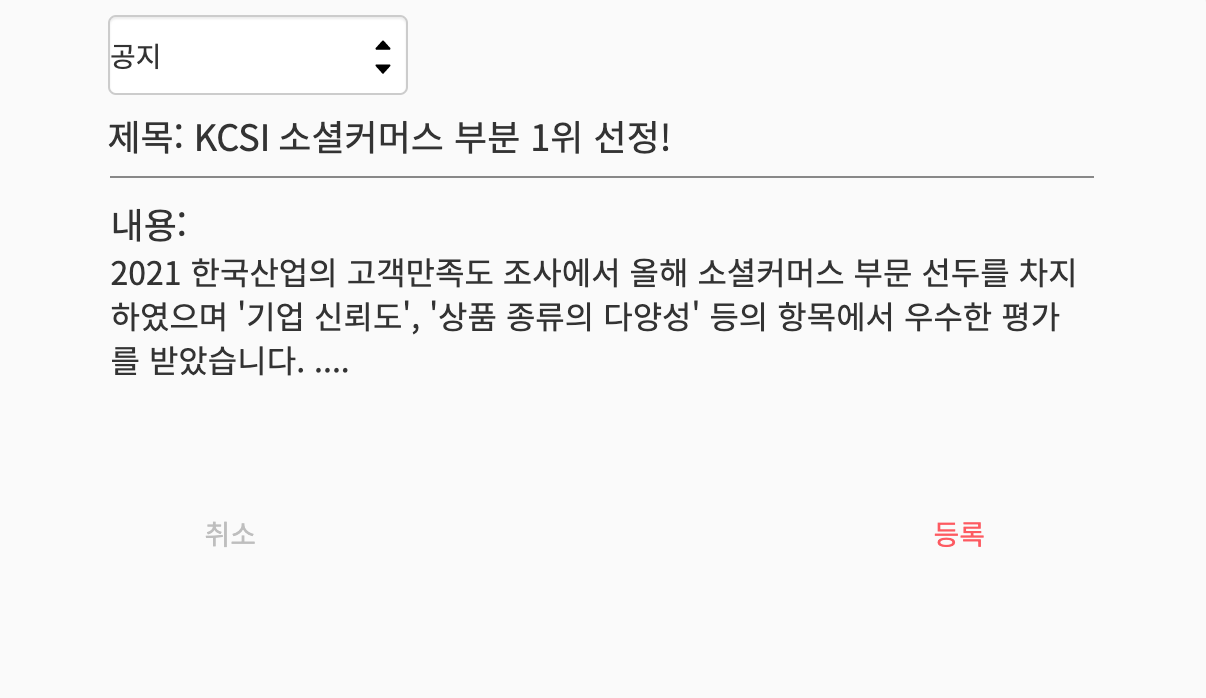 공지
제목: KCSI 소셜커머스 부분 1위 선정!
내용:
2021 한국산업의 고객만족도 조사에서 올해 소셜커머스 부문 선두를 차지
하였으며 '기업 신뢰도', '상품 종류의 다양성' 등의 항목에서 우수한 평가
를 받았습니다. ....
취소
등록